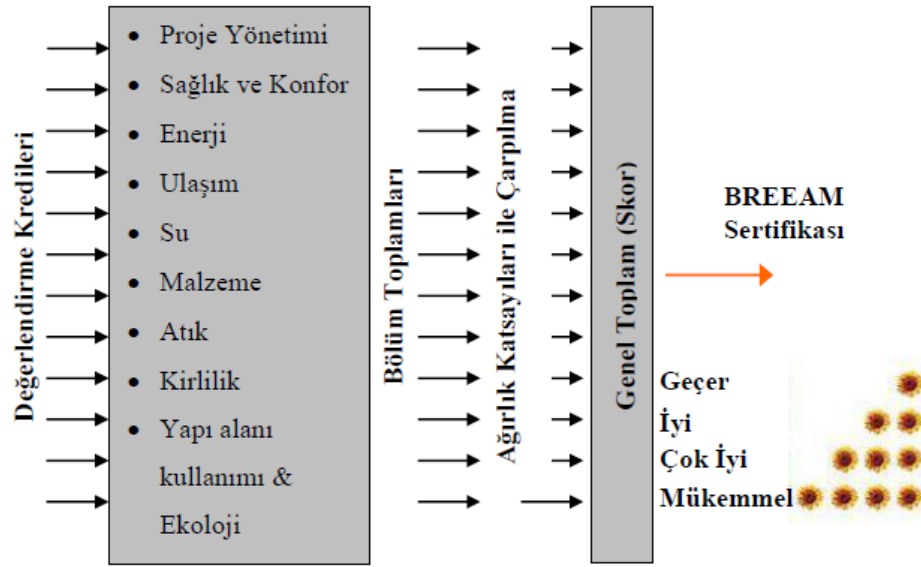 Değerlendirme Kredileri
• Proje Yönetimi
• Sağlık ve Konfor
• Enerji
• Ulaşım
• Su
• Malzeme
• Atık
• Kirlilik
• Yapı alanı
kullanımı &
Ekoloji
Bölüm Toplamları
Ağırlık Katsayıları ile Çarpılma
Genel Toplam (Skor)
BREEAM
Sertifikası
Geçer
İyi
Çok İyi
Mükemmel